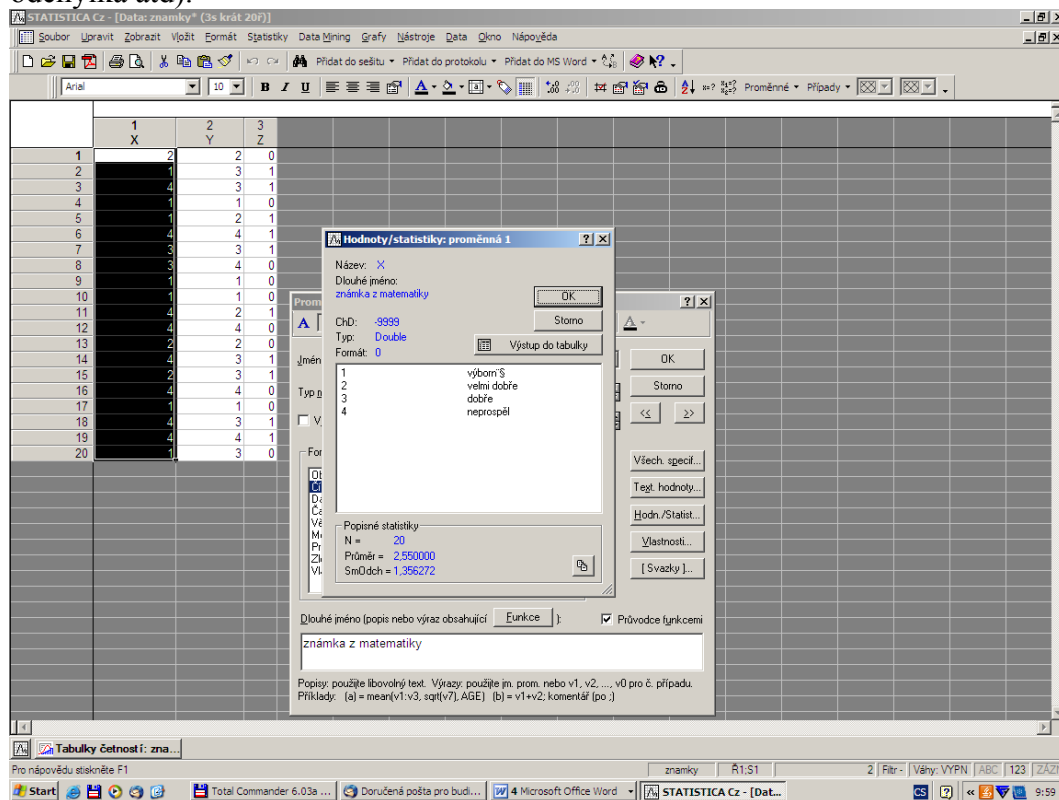 STATISTICA Cz - [Data: znamky* (3s krát 20ř)]
Soubor Upravit Zobrazit Vložit Formát Statistiky Data Mining Grafy Nástroje Data Okno Nápověda
Přidat do sešitu Přidat do protokolu Přidat do MS Word
Arial 10 B I U Proměnné Případy
1 2 3
X Y Z
1 2 2 0
2 1 3 1
3 4 3 1
4 1 1 0
5 1 2 1
6 4 4 1
7 3 3 1
8 3 4 0
9 1 1 0
10 1 1 0
11 4 2 1
12 4 4 0
13 2 2 0
14 4 3 1
15 2 3 1
16 4 4 0
17 1 1 0
18 4 3 1
19 4 4 1
20 1 3 0
Hodnoty/statistiky: proměnná 1
Název: X
Dlouhé jméno:
známka z matematiky
OK
ChD: -9999
Storno
Typ: Double
Výstup do tabulky
Formát: 0
1 výborn¨§
2 velmi dobře
3 dobře
4 neprospěl
Popisné statistiky
N = 20
Průměr = 2,550000
SmOdch = 1,356272
OK
Storno
<< >>
Všech. specif...
Text. hodnoty...
Hodn./Statist...
Vlastnosti...
[ Svazky ]...
Dlouhé jméno (popis nebo výraz obsahující Funkce ): Průvodce funkcemi
známka z matematiky
Popisy: použijte libovolný text. Výrazy: použijte jm. prom. nebo v1, v2, ..., v0 pro č. případu.
Příklady: (a) = mean(v1:v3, sqrt(v7), AGE) (b) = v1+v2; komentář (po ;)
Tabulky četností: zna...
Pro nápovědu stiskněte F1
znamky Ř1;S1 2 Filtr - Váhy: VYPN ABC 123
Start Total Commander 6.03a ... Doručená pošta pro budi... 4 Microsoft Office Word STATISTICA Cz - [Dat... CS 9:59